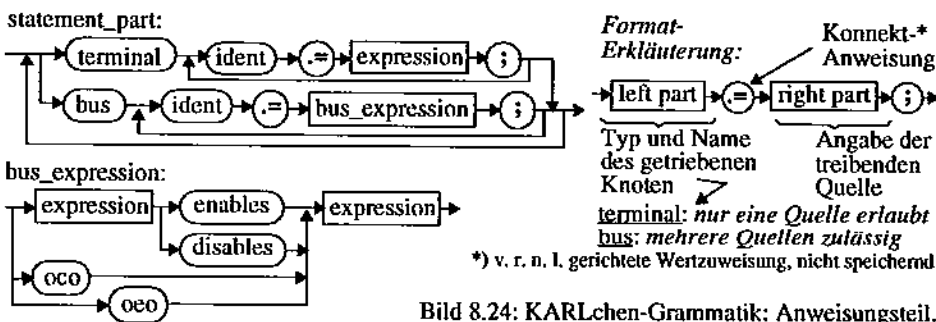 statement_part:
terminal ident .= expression ;
bus ident .= bus_expression ;
bus_expression:
expression enables expression
disables
oco
oeo
Format-
Erkläuterung:
Konnekt-*
Anweisung
left part .= right part ;
Typ und Name
des getriebenen
Knoten
Angabe der
treibenden
Quelle
terminal: nur eine Quelle erlaubt
bus: mehrere Quellen zulässig
*) v. r. n. l. gerichtete Wertzuweisung, nicht speichernd
Bild 8.24: KARLchen-Grammatik: Anweisungsteil.